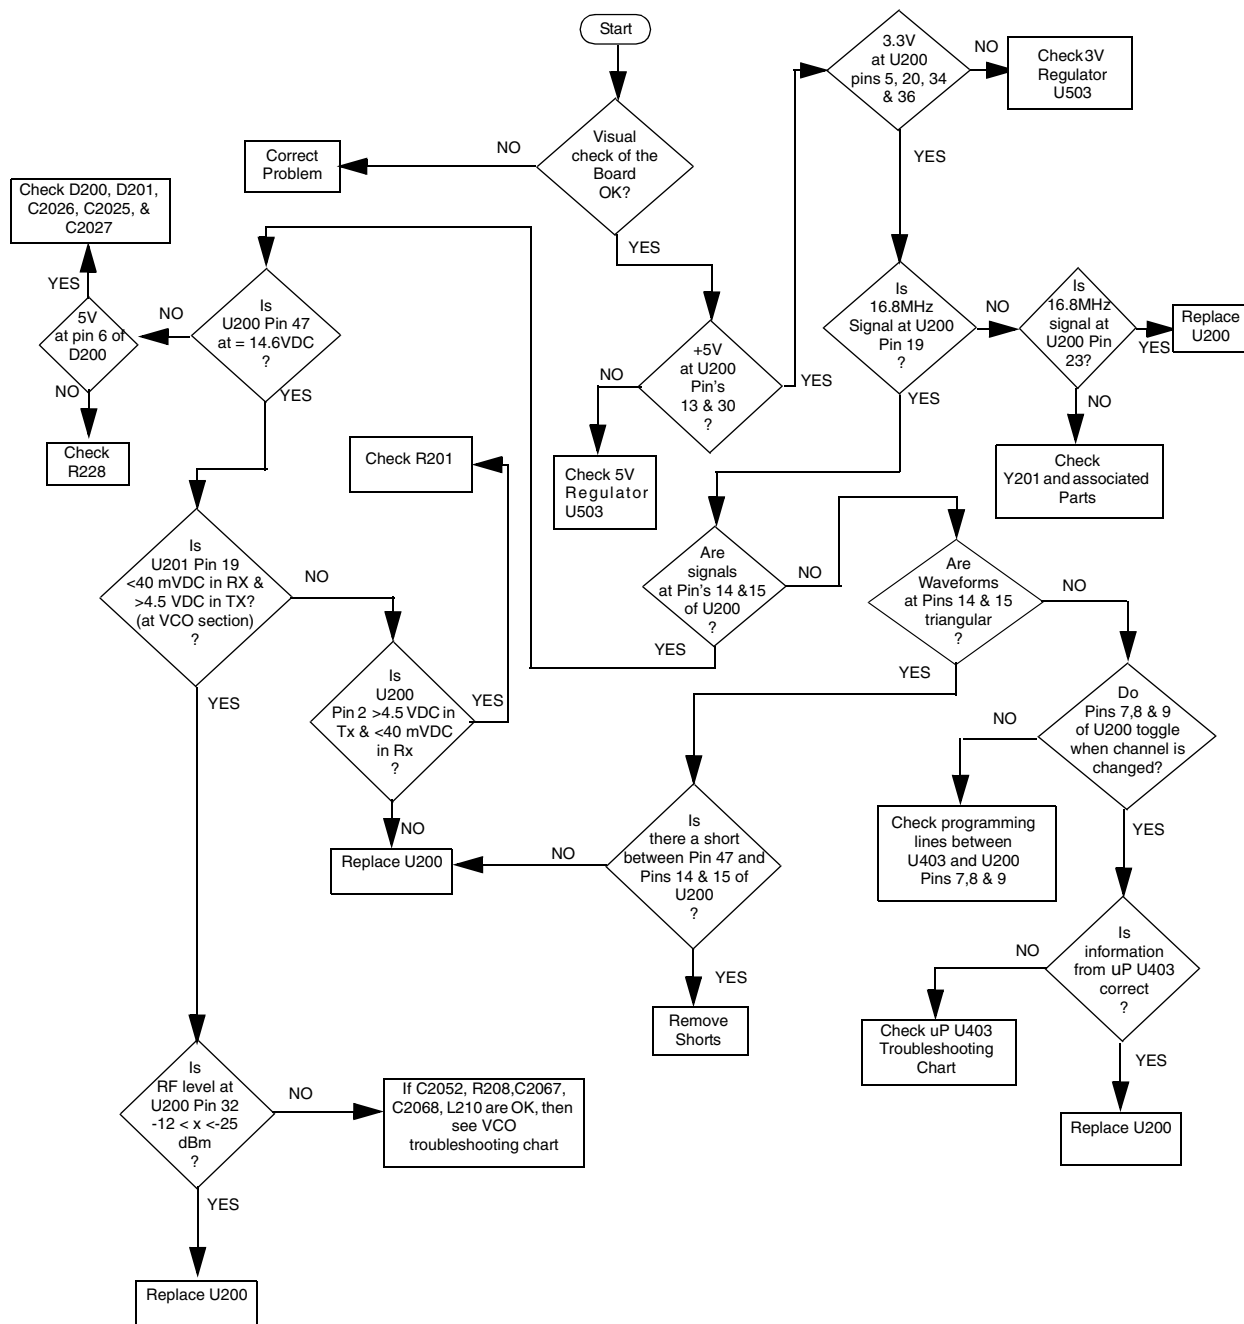 Start
Visual
check of the
Board
OK?
NO
Correct
Problem
YES
+5V
at U200
Pin's
13 & 30
?
NO
Check 5V
Regulator
U503
YES
3.3V
at U200
pins 5, 20, 34
& 36
NO
Check 3V
Regulator
U503
YES
Is
16.8MHz
Signal at U200
Pin 19
?
NO
Is
16.8MHz
signal at
U200 Pin
23?
YES
Replace
U200
NO
Check
Y201 and associated
Parts
YES
Are
signals
at Pin's 14 &15
of U200
?
NO
Are
Waveforms
at Pins 14 & 15
triangular
?
NO
Do
Pins 7,8 & 9
of U200 toggle
when channel is
changed?
NO
Check programming
lines between
U403 and U200
Pins 7,8 & 9
YES
Is
information
from uP U403
correct
?
NO
Check uP U403
Troubleshooting
Chart
YES
Replace U200
YES
Is
there a short
between Pin 47 and
Pins 14 & 15 of
U200
?
NO
Replace U200
YES
Remove
Shorts
YES
Is
U200 Pin 47
at = 14.6VDC
?
NO
5V
at pin 6 of
D200
YES
Check D200, D201,
C2026, C2025, &
C2027
NO
Check
R228
YES
Is
U201 Pin 19
<40 mVDC in RX &
>4.5 VDC in TX?
(at VCO section)
?
NO
Is
U200
Pin 2 >4.5 VDC in
Tx & <40 mVDC
in Rx
?
YES
Check R201
NO
YES
Is
RF level at
U200 Pin 32
-12 < x <-25
dBm
?
NO
If C2052, R208,C2067,
C2068, L210 are OK, then
see VCO
troubleshooting chart
YES
Replace U200